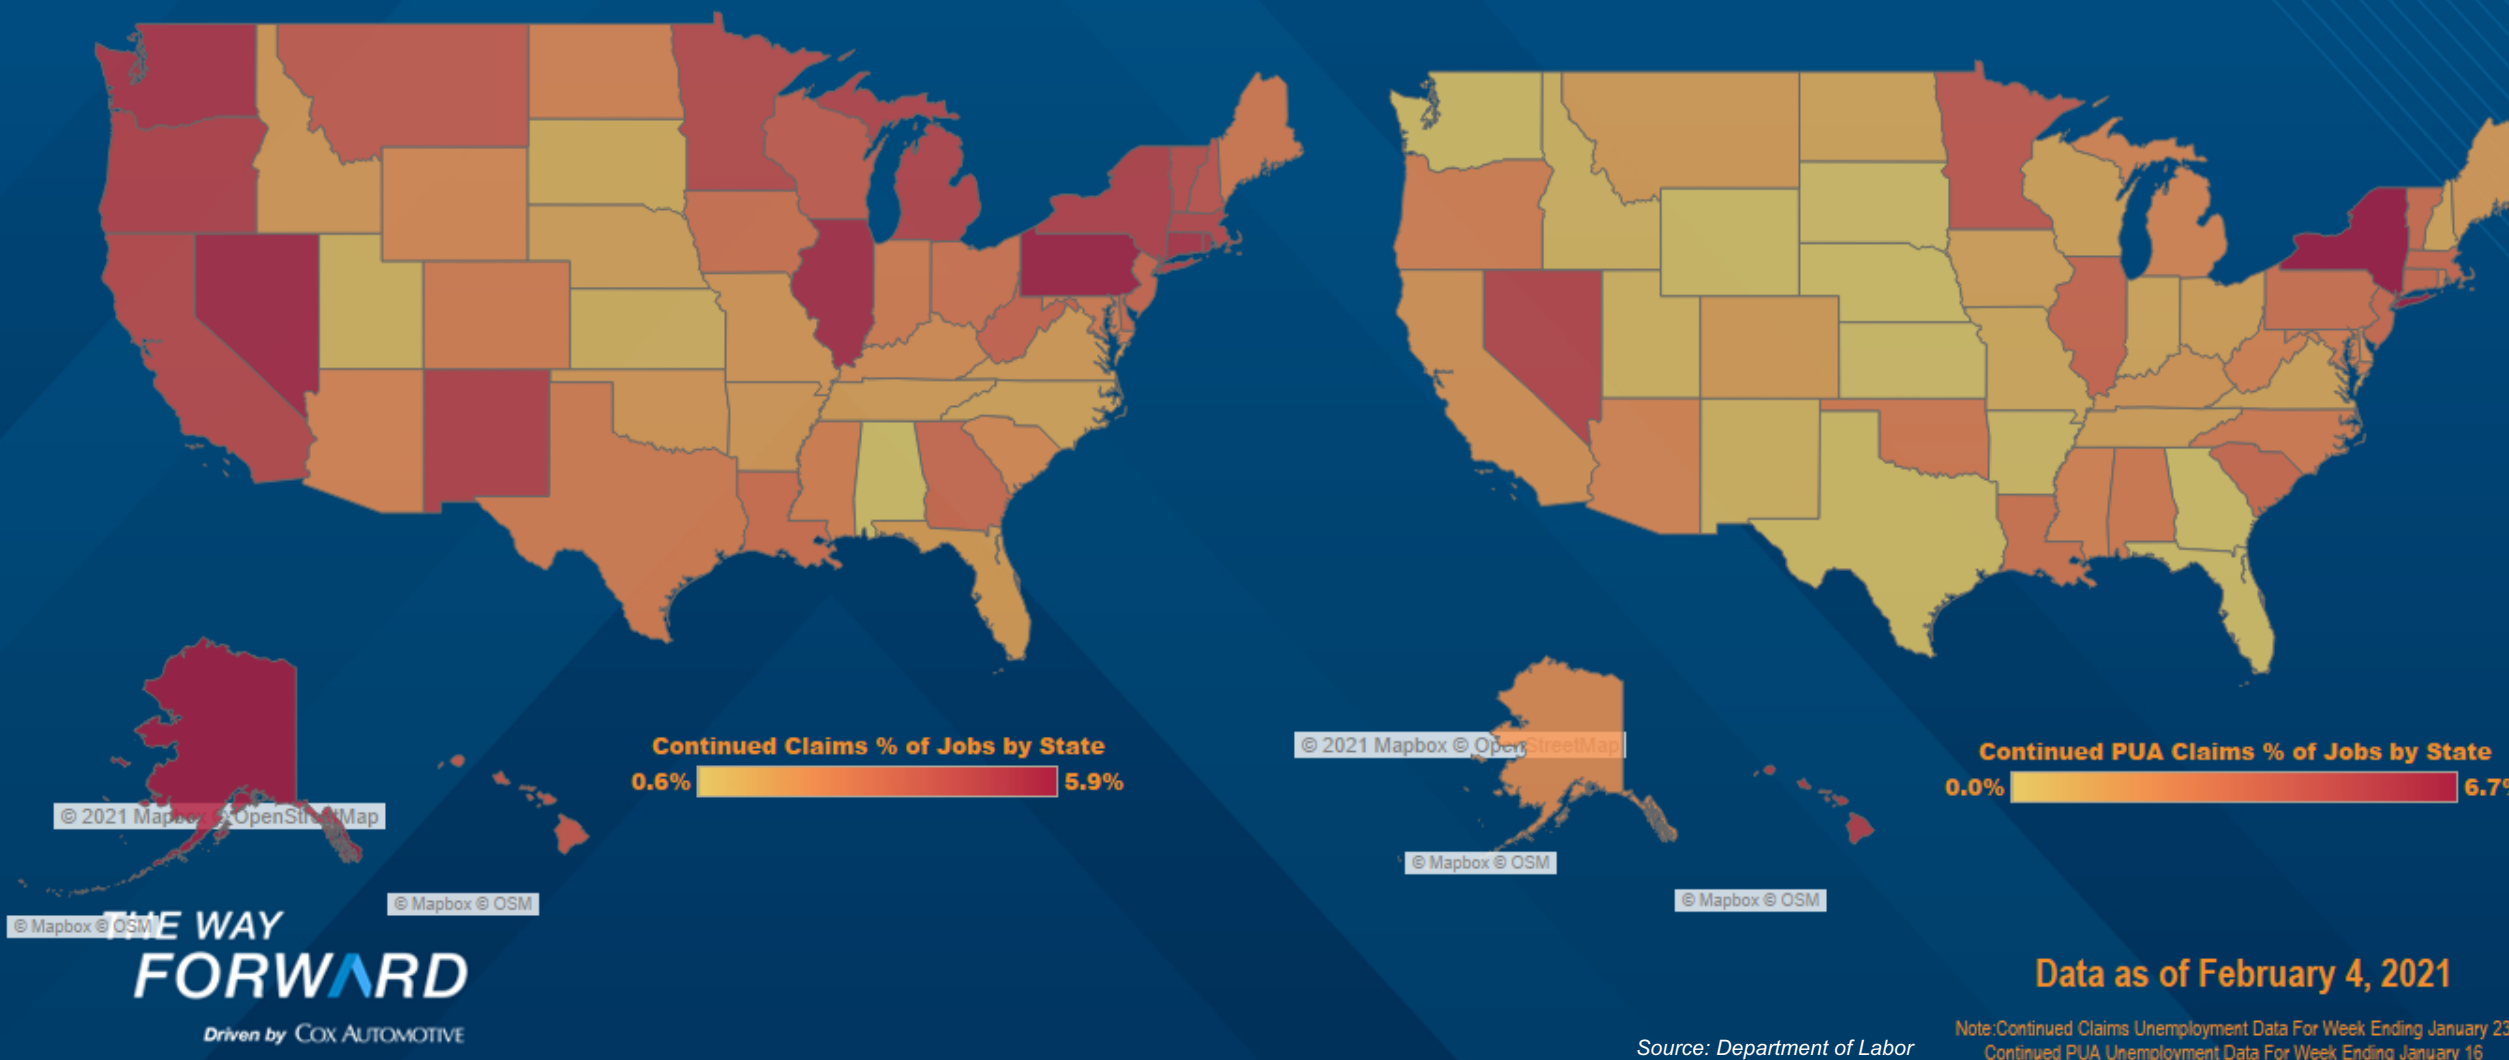 © 2021 Mapbox © OpenStreetMap
© Mapbox © OSM
© Mapbox © OSM
Continued Claims % of Jobs by State
0.6% 5.9%
© 2021 Mapbox © OpenStreetMap
© Mapbox © OSM
© Mapbox © OSM
Continued PUA Claims % of Jobs by State
0.0% 6.7%
THE WAY
FORWARD
Driven by COX AUTOMOTIVE
Data as of February 4, 2021
Note:Continued Claims Unemployment Data For Week Ending January 23
Continued PUA Unemployment Data For Week Ending January 16
Source: Department of Labor